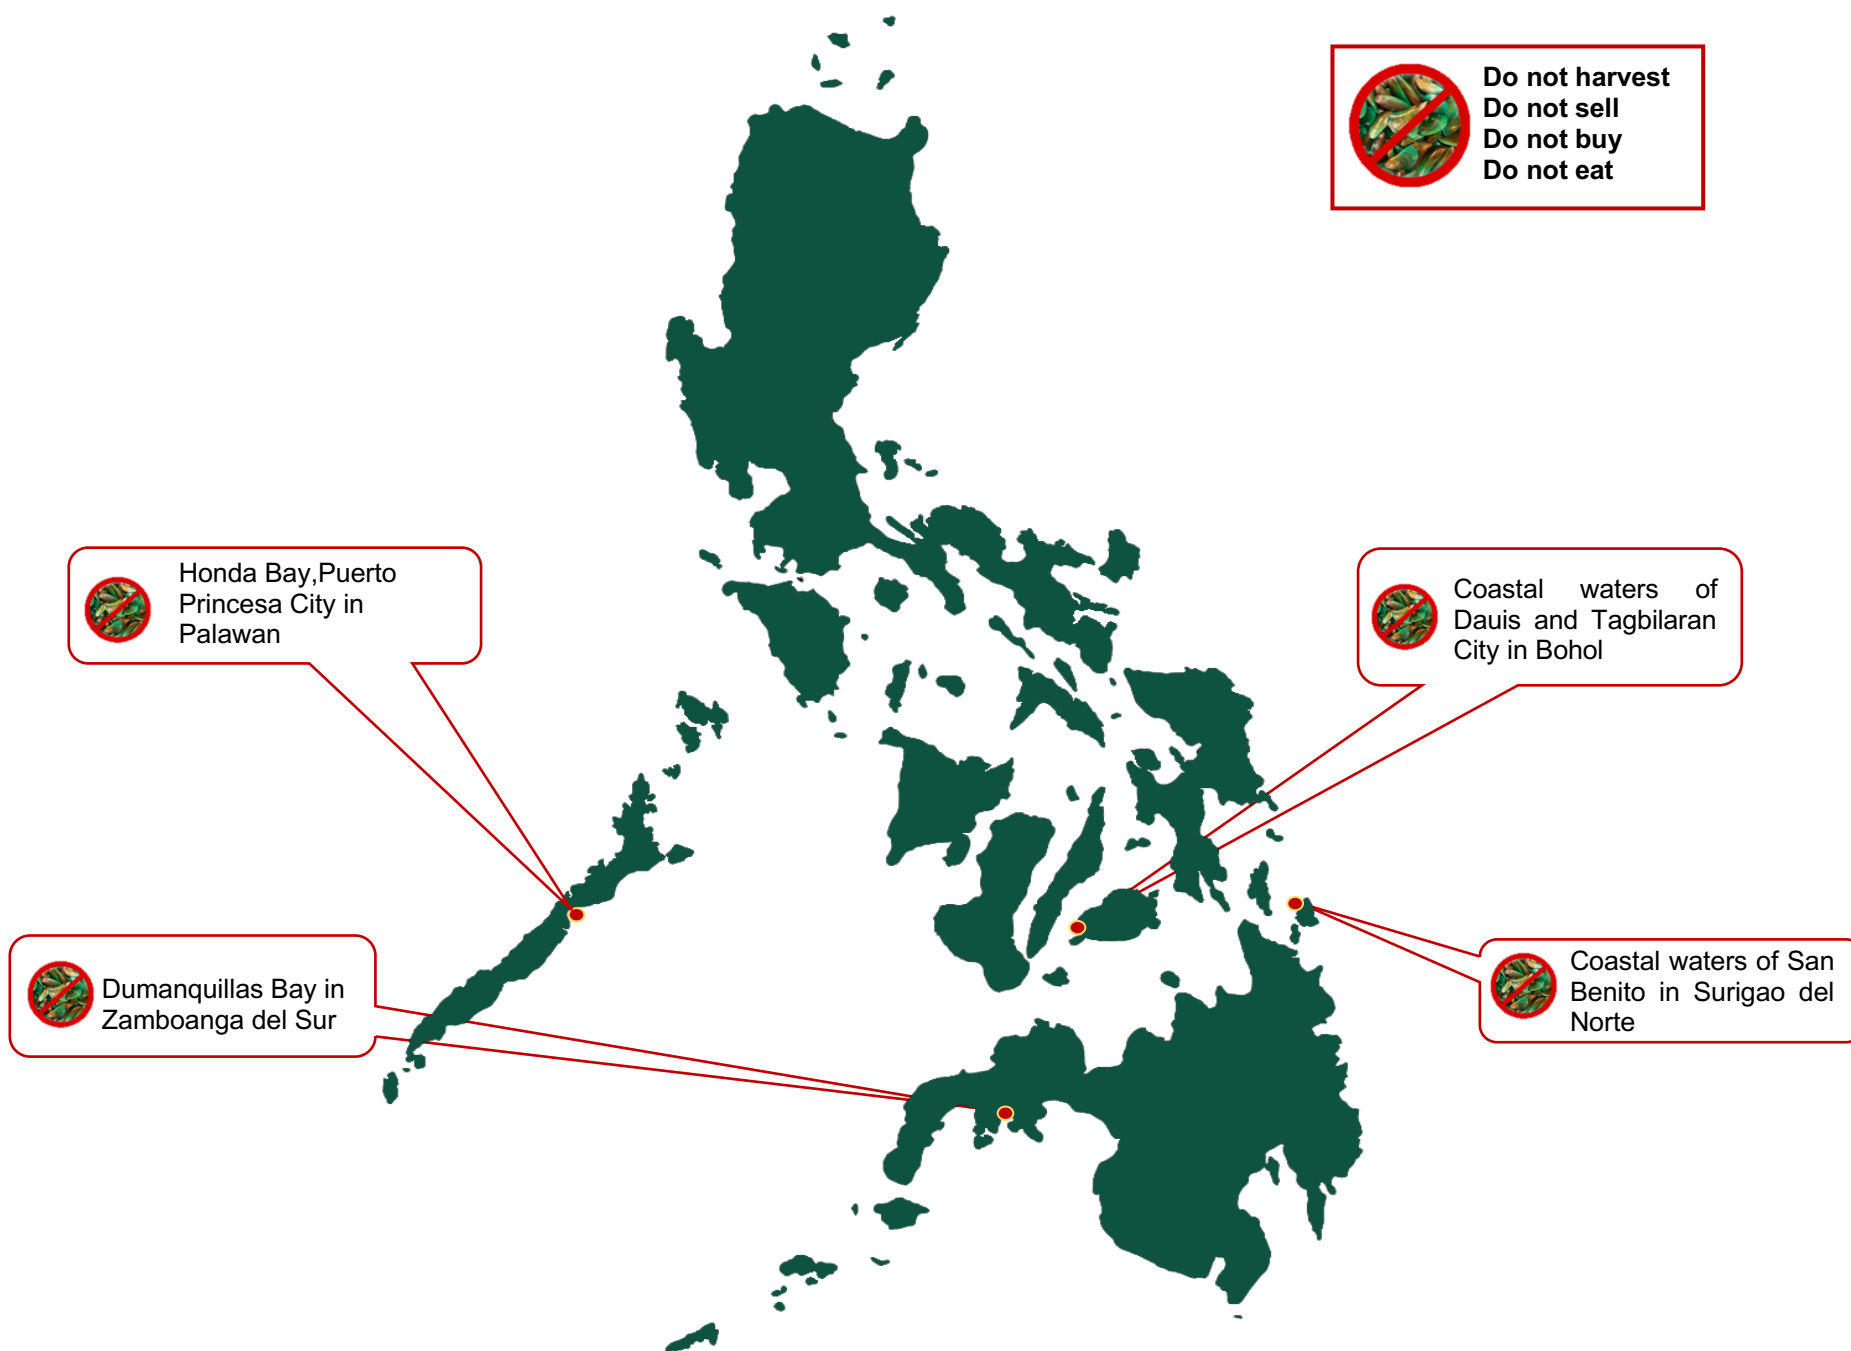 Do not harvest
Do not sell
Do not buy
Do not eat
Honda Bay,Puerto
Princesa City in
Palawan
Coastal waters of
Dauis and Tagbilaran
City in Bohol
Dumanquillas Bay in
Zamboanga del Sur
Coastal waters of San
Benito in Surigao del
Norte